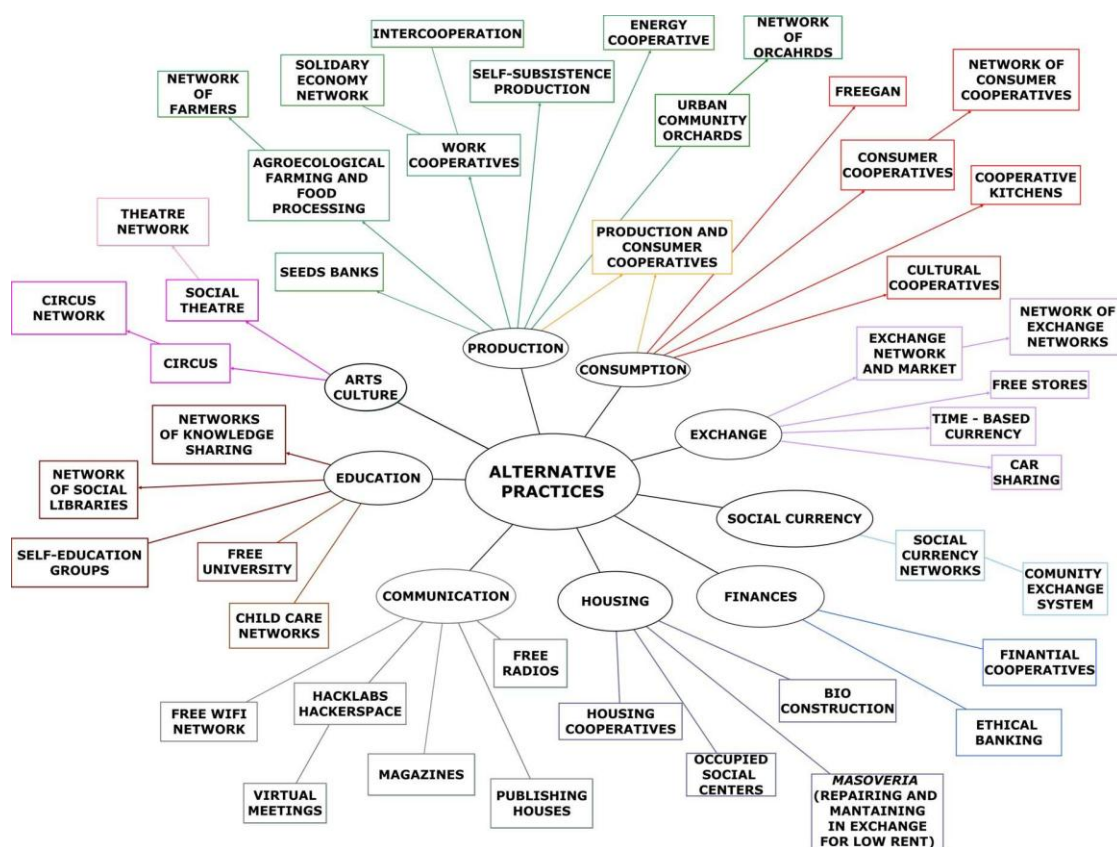 INTERCOOPERATION
ENERGY
COOPERATIVE
NETWORK
OF
ORCAHRDS
SOLIDARY
ECONOMY
NETWORK
SELF-SUBSISTENCE
PRODUCTION
NETWORK
OF
FARMERS
FREEGAN
NETWORK OF
CONSUMER
COOPERATIVES
URBAN
COMMUNITY
ORCHARDS
WORK
COOPERATIVES
AGROECOLOGICAL
FARMING AND
FOOD
PROCESSING
CONSUMER
COOPERATIVES
COOPERATIVE
KITCHENS
THEATRE
NETWORK
PRODUCTION AND
CONSUMER
COOPERATIVES
SEEDS BANKS
CULTURAL
COOPERATIVES
CIRCUS
NETWORK
SOCIAL
THEATRE
NETWORK OF
EXCHANGE
NETWORKS
EXCHANGE
NETWORK
AND MARKET
PRODUCTION
CONSUMPTION
CIRCUS
ARTS
CULTURE
FREE STORES
NETWORKS
OF KNOWLEDGE
SHARING
EXCHANGE
TIME - BASED
CURRENCY
CAR
SHARING
NETWORK
OF SOCIAL
LIBRARIES
EDUCATION
ALTERNATIVE
PRACTICES
SOCIAL CURRENCY
SELF-EDUCATION
GROUPS
FREE
UNIVERSITY
SOCIAL
CURRENCY
NETWORKS
COMUNITY
EXCHANGE
SYSTEM
CHILD CARE
NETWORKS
COMMUNICATION
HOUSING
FINANCES
FREE
RADIOS
FINANTIAL
COOPERATIVES
HACKLABS
HACKERSPACE
BIO
CONSTRUCTION
FREE WIFI
NETWORK
HOUSING
COOPERATIVES
ETHICAL
BANKING
MAGAZINES
OCCUPIED
SOCIAL
CENTERS
VIRTUAL
MEETINGS
PUBLISHING
HOUSES
MASOVERIA
(REPAIRING AND
MANTAINING
IN EXCHANGE
FOR LOW RENT)